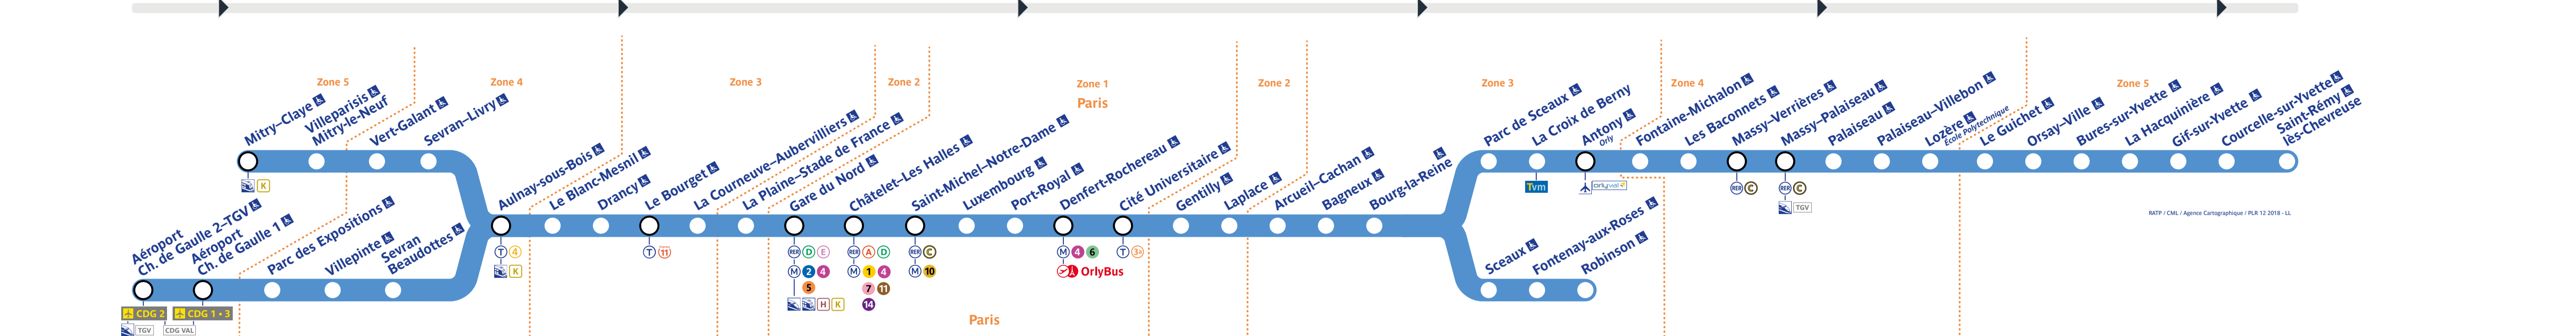 Zone 5
Zone 4
Zone 3
Zone 2
Zone 1
Paris
Zone 2
Zone 3
Zone 4
Zone 5
Mitry–Claye
Villeparisis
Mitry-le-Neuf
Vert-Galant
Sevran–Livry
K
Aéroport
Ch. de Gaulle 2–TGV
Aéroport
Ch. de Gaulle 1
Parc des Expositions
Villepinte
Sevran
Beaudottes
CDG 2
CDG 1 • 3
TGV
CDG VAL
Aulnay-sous-Bois
T 4
K
Le Blanc-Mesnil
Drancy
Le Bourget
T 11
La Courneuve–Aubervilliers
La Plaine–Stade de France
Gare du Nord
RER D E
M 2 4
5
H K
Châtelet–Les Halles
RER A D
M 1 4
7 11
14
Saint-Michel–Notre-Dame
RER C
M 10
Luxembourg
Port-Royal
Denfert-Rochereau
M 4 6
OrlyBus
Cité Universitaire
T 3a
Gentilly
Laplace
Arcueil–Cachan
Bagneux
Bourg-la-Reine
Paris
Parc de Sceaux
La Croix de Berny
Tvm
Antony
Orly
orlyval
Fontaine-Michalon
Les Baconnets
Massy–Verrières
RER C
Massy–Palaiseau
RER C
TGV
Palaiseau
Palaiseau–Villebon
Lozère
École Polytechnique
Le Guichet
Orsay–Ville
Bures-sur-Yvette
La Hacquinière
Gif-sur-Yvette
Courcelle-sur-Yvette
Saint-Rémy
lès-Chevreuse
Sceaux
Fontenay-aux-Roses
Robinson
RATP / CML / Agence Cartographique / PLR 12 2018 - LL